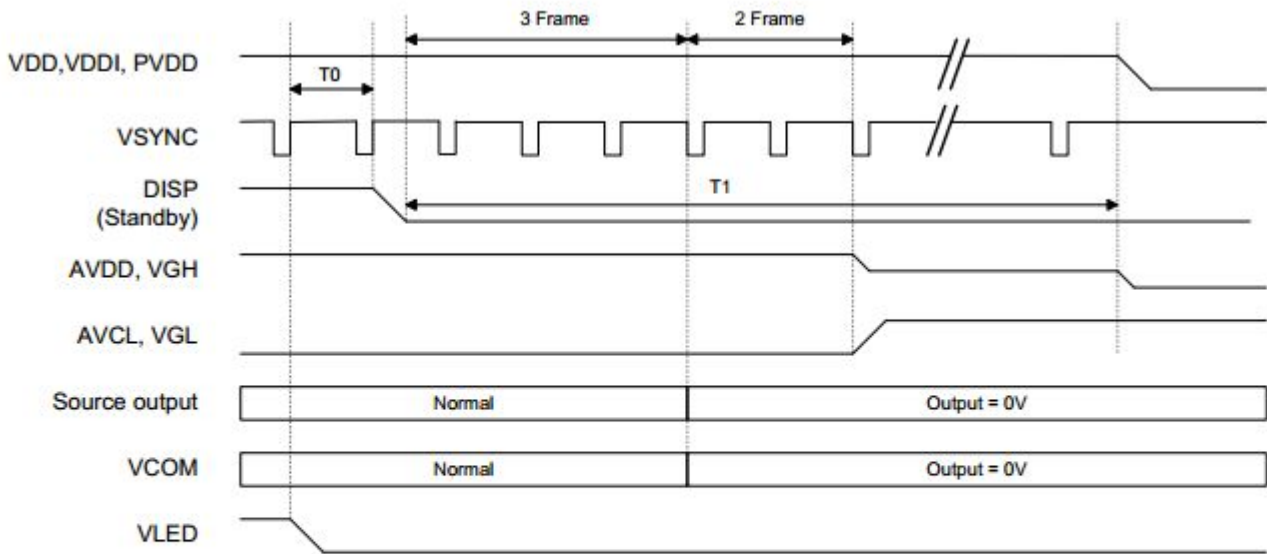 3 Frame
2 Frame
VDD,VDDI, PVDD
T0
VSYNC
DISP
(Standby)
T1
AVDD, VGH
AVCL, VGL
Source output
Normal
Output = 0V
VCOM
Normal
Output = 0V
VLED